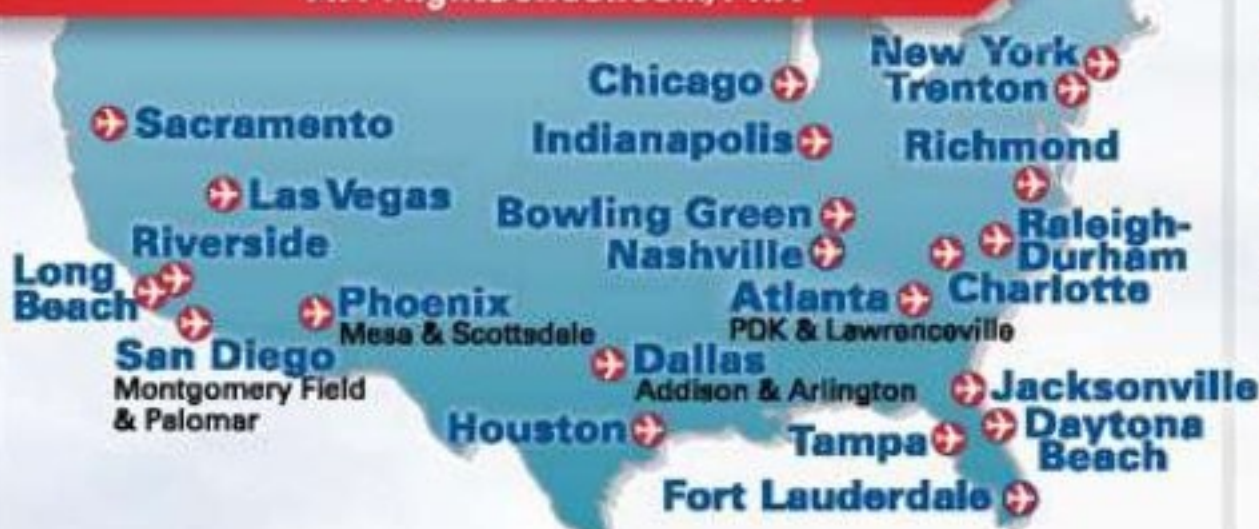 New York
Chicago
Trenton
Sacramento
Indianapolis
Richmond
Las Vegas
Bowling Green
Raleigh-
Durham
Riverside
Nashville
Long
Beach
Charlotte
Phoenix
Mesa & Scottsdale
Atlanta
PDK & Lawrenceville
San Diego
Montgomery Field
& Palomar
Dallas
Addison & Arlington
Jacksonville
Houston
Tampa
Daytona
Beach
Fort Lauderdale